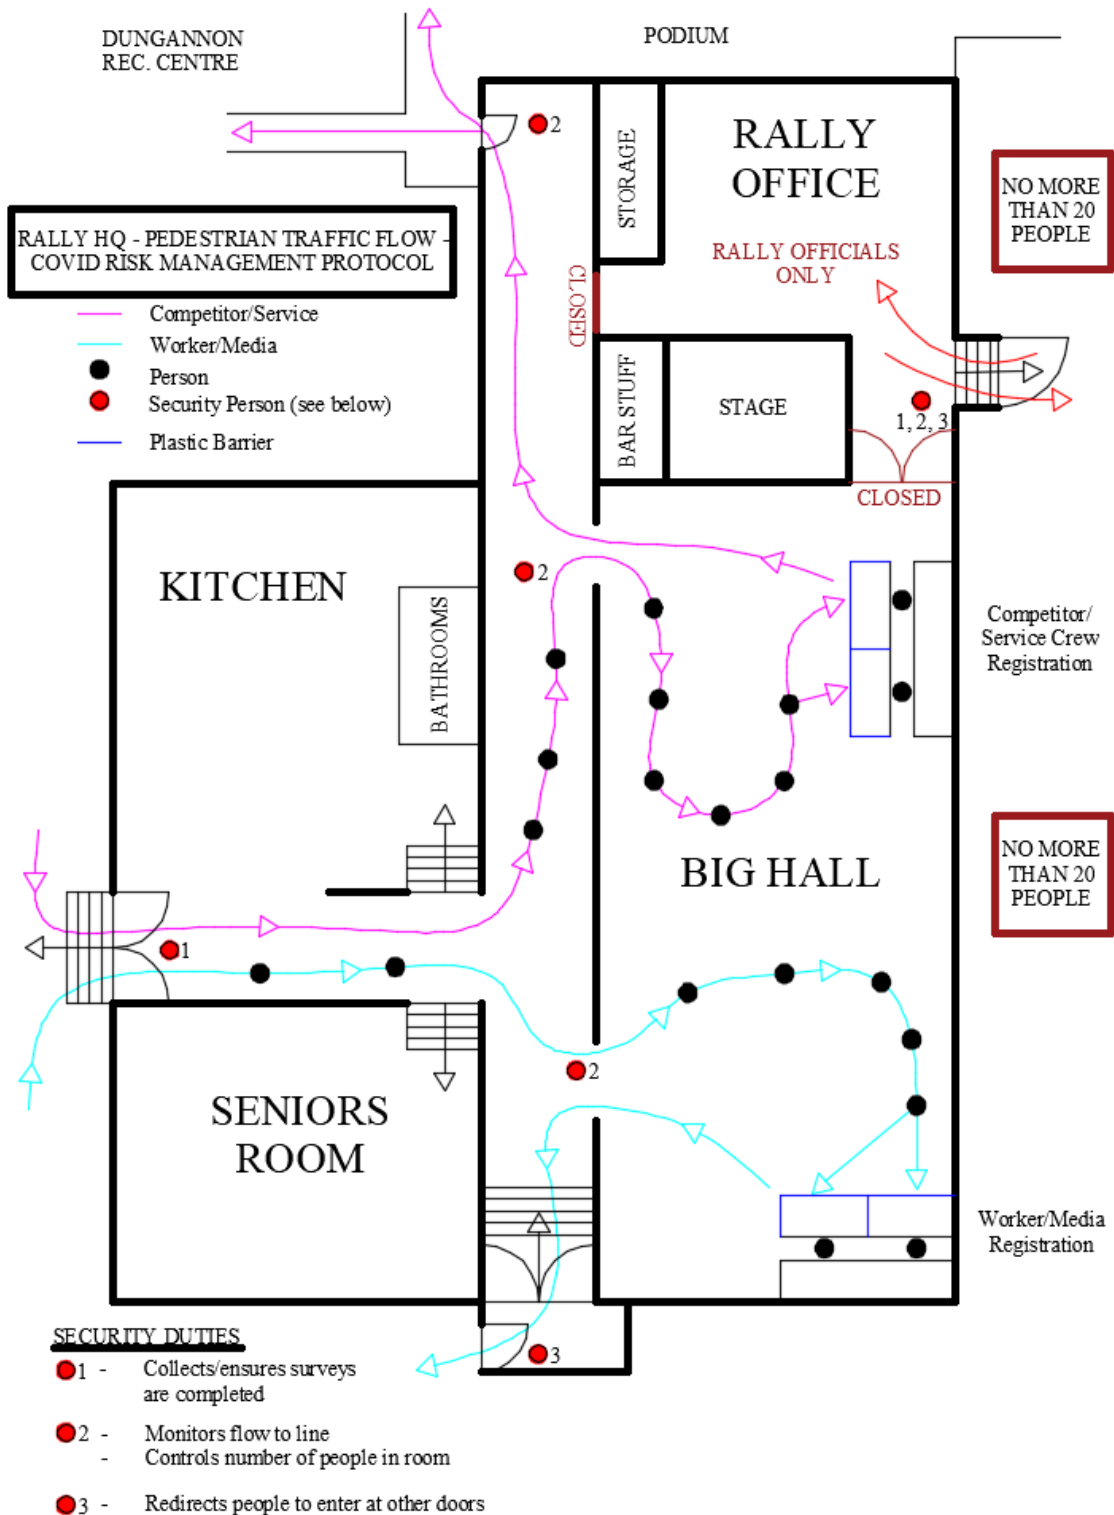 DUNGANNON
REC. CENTRE
PODIUM
2
STORAGE
RALLY
OFFICE
NO MORE
THAN 20
PEOPLE
RALLY HQ - PEDESTRIAN TRAFFIC FLOW -
COVID RISK MANAGEMENT PROTOCOL
RALLY OFFICIALS
ONLY
CLOSED
Competitor/Service
Worker/Media
Person
Security Person (see below)
Plastic Barrier
BAR STUFF
STAGE
1, 2, 3
CLOSED
KITCHEN
2
BATHROOMS
Competitor/
Service Crew
Registration
BIG HALL
NO MORE
THAN 20
PEOPLE
1
2
SENIORS
ROOM
Worker/Media
Registration
3
SECURITY DUTIES
1 - Collects/ensures surveys
are completed
2 - Monitors flow to line
- Controls number of people in room
3 - Redirects people to enter at other doors